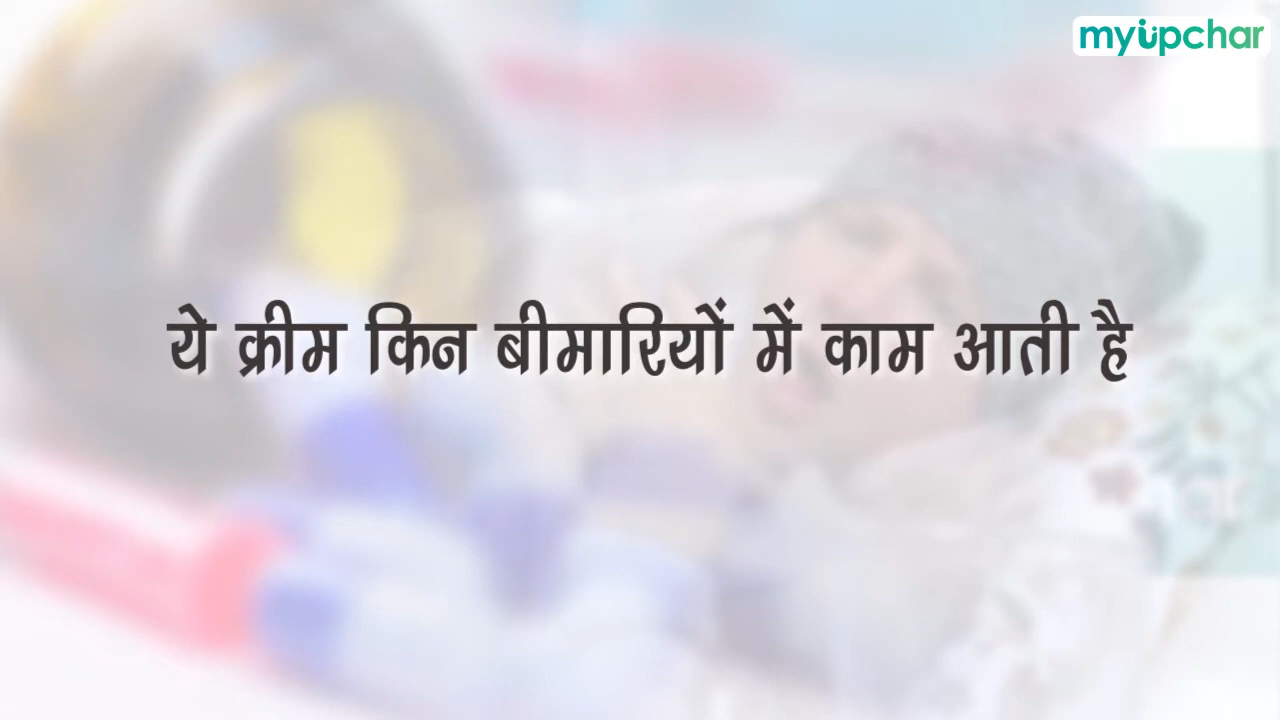 myUpchar
ये क्रीम किन बीमारियों में काम आती है